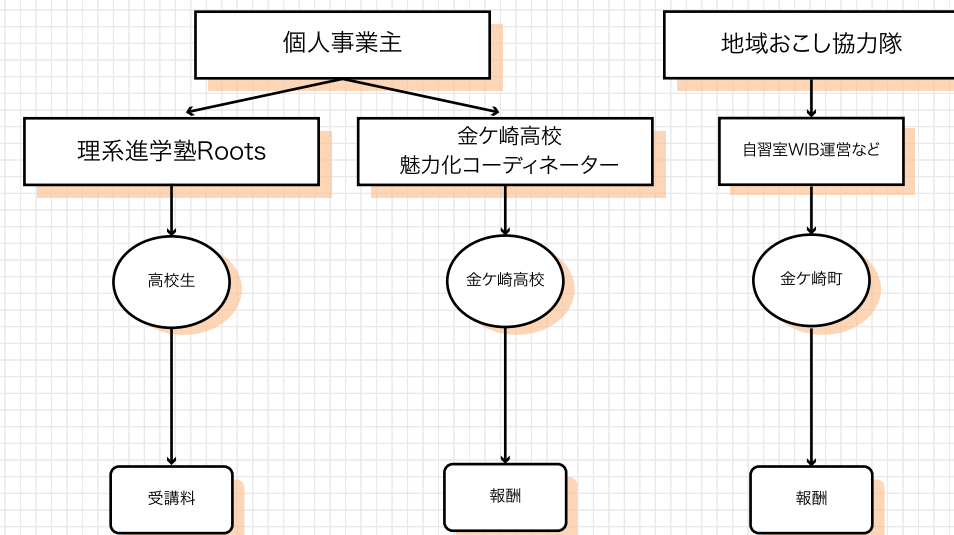 個人事業主
地域おこし協力隊
理系進学塾Roots
金ケ崎高校
魅力化コーディネーター
自習室WIB運営など
高校生
金ケ崎高校
金ケ崎町
受講料
報酬
報酬